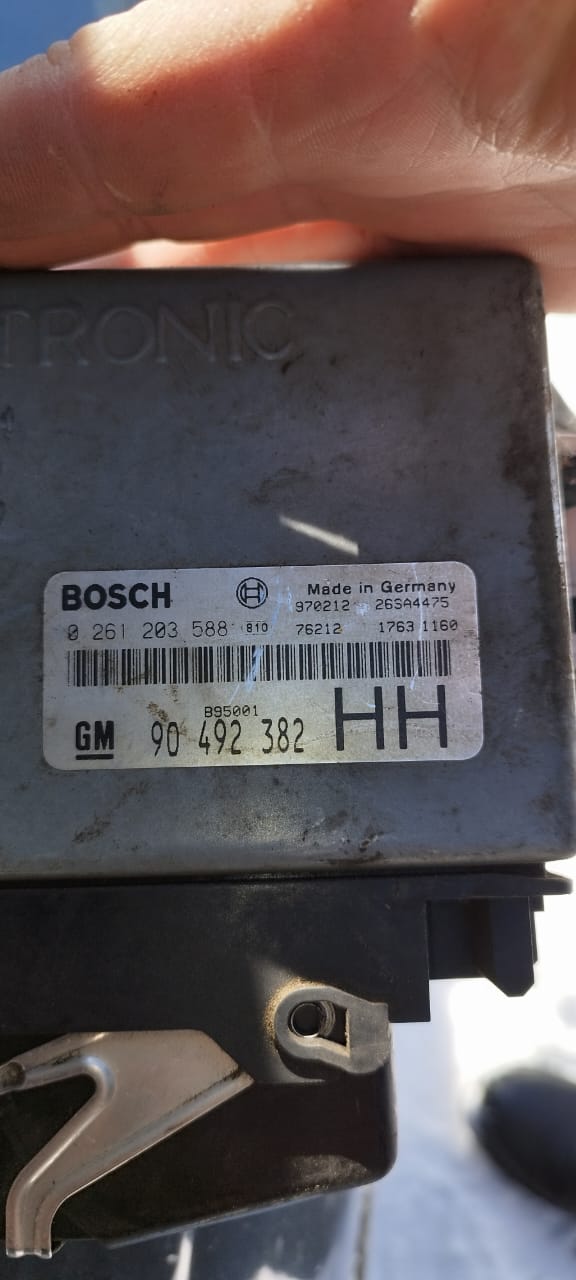 TRONIC
BOSCH Made in Germany
970212 26SA4475
0 261 203 588 810 76212 1763 1160
B95001
GM 90 492 382 HH